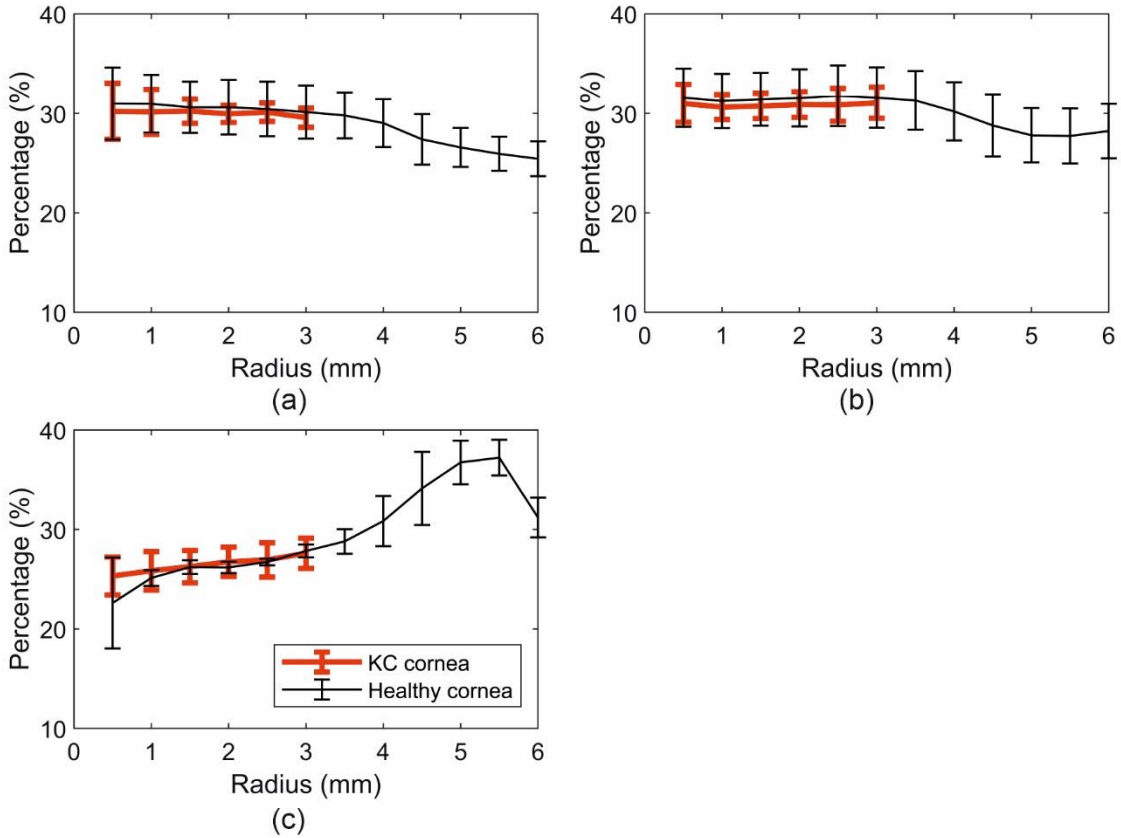 40
30
20
10
Percentage (%)
0 1 2 3 4 5 6
Radius (mm)
(a)
40
30
20
10
Percentage (%)
0 1 2 3 4 5 6
Radius (mm)
(b)
40
30
20
10
Percentage (%)
KC cornea
Healthy cornea
0 1 2 3 4 5 6
Radius (mm)
(c)